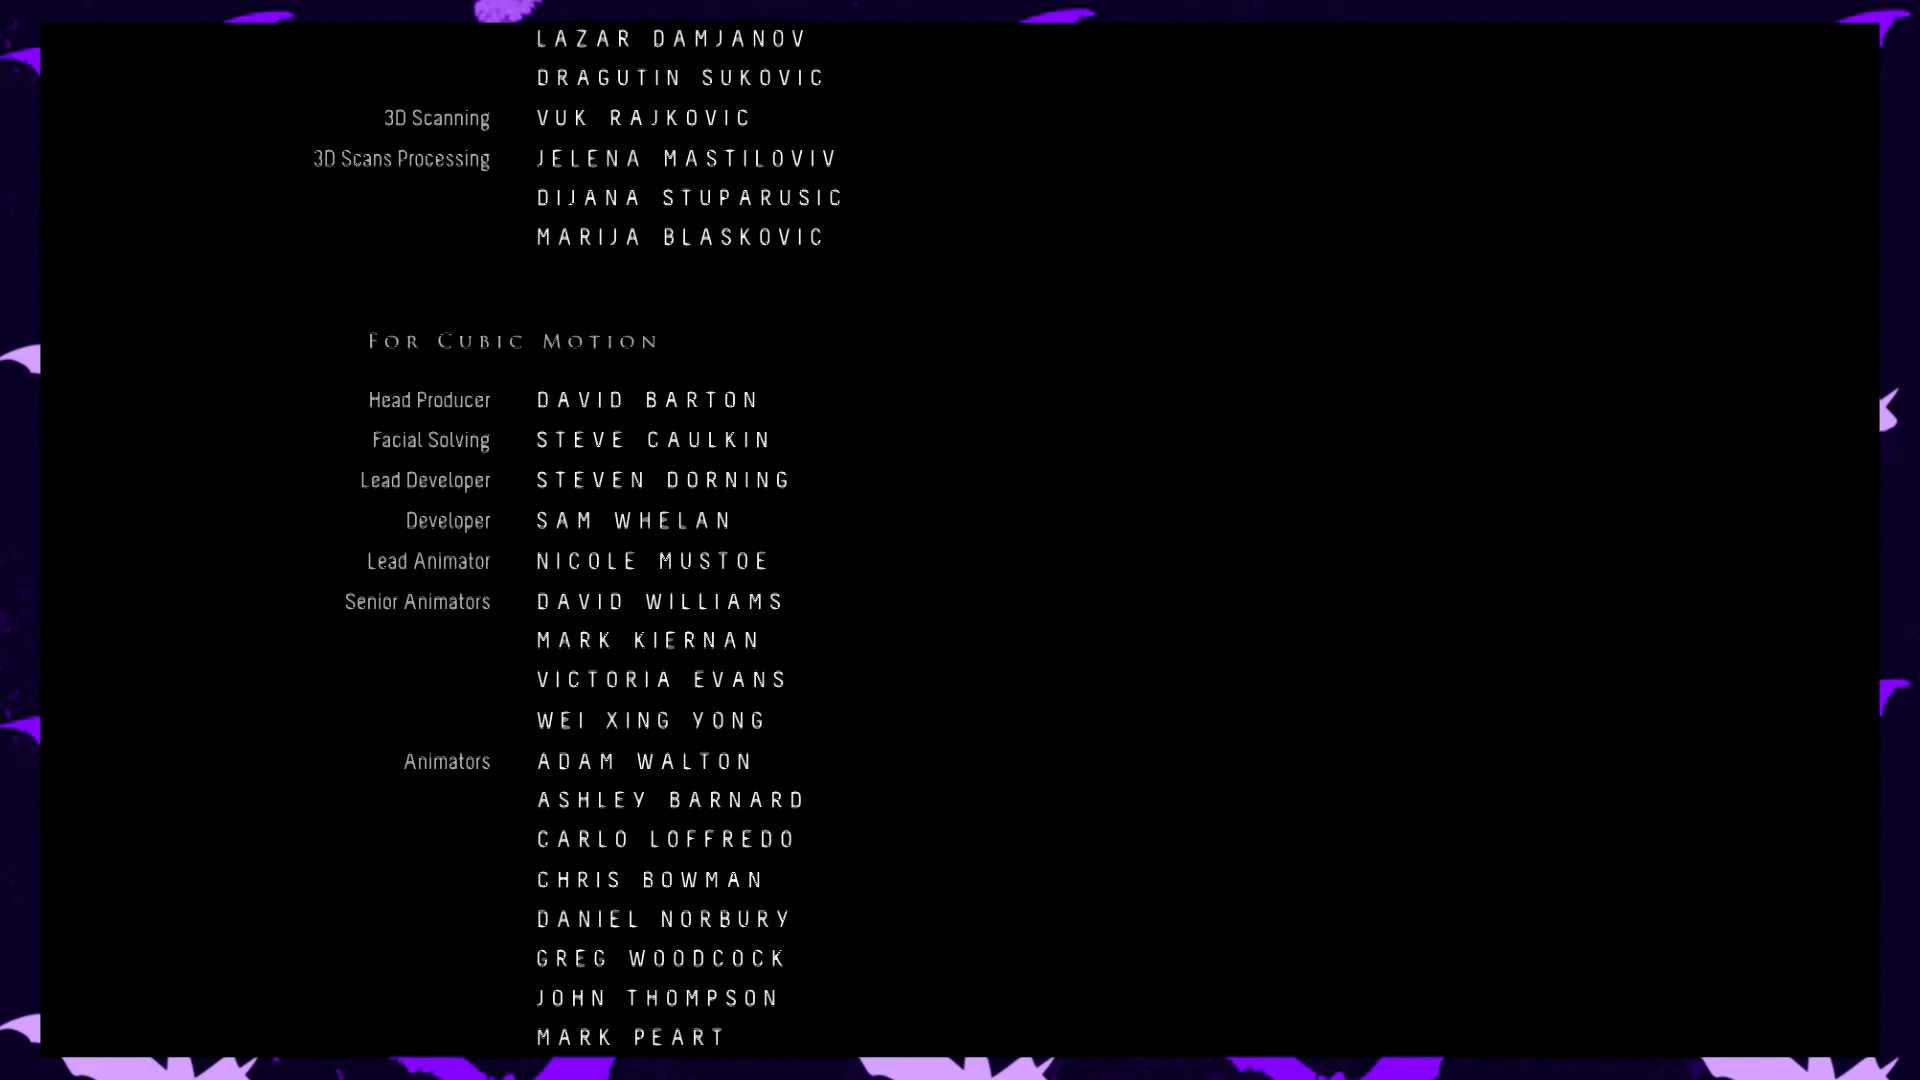 LAZAR DAMJANOV
DRAGUTIN SUKOVIC
3D Scanning VUK RAJKOVIC
3D Scans Processing JELENA MASTILOVIV
DIJANA STUPARUSIC
MARIJA BLASKOVIC
FOR CUBIC MOTION
Head Producer DAVID BARTON
Facial Solving STEVE CAULKIN
Lead Developer STEVEN DORNING
Developer SAM WHELAN
Lead Animator NICOLE MUSTOE
Senior Animators DAVID WILLIAMS
MARK KIERNAN
VICTORIA EVANS
WEI XING YONG
Animators ADAM WALTON
ASHLEY BARNARD
CARLO LOFFREDO
CHRIS BOWMAN
DANIEL NORBURY
GREG WOODCOCK
JOHN THOMPSON
MARK PEART